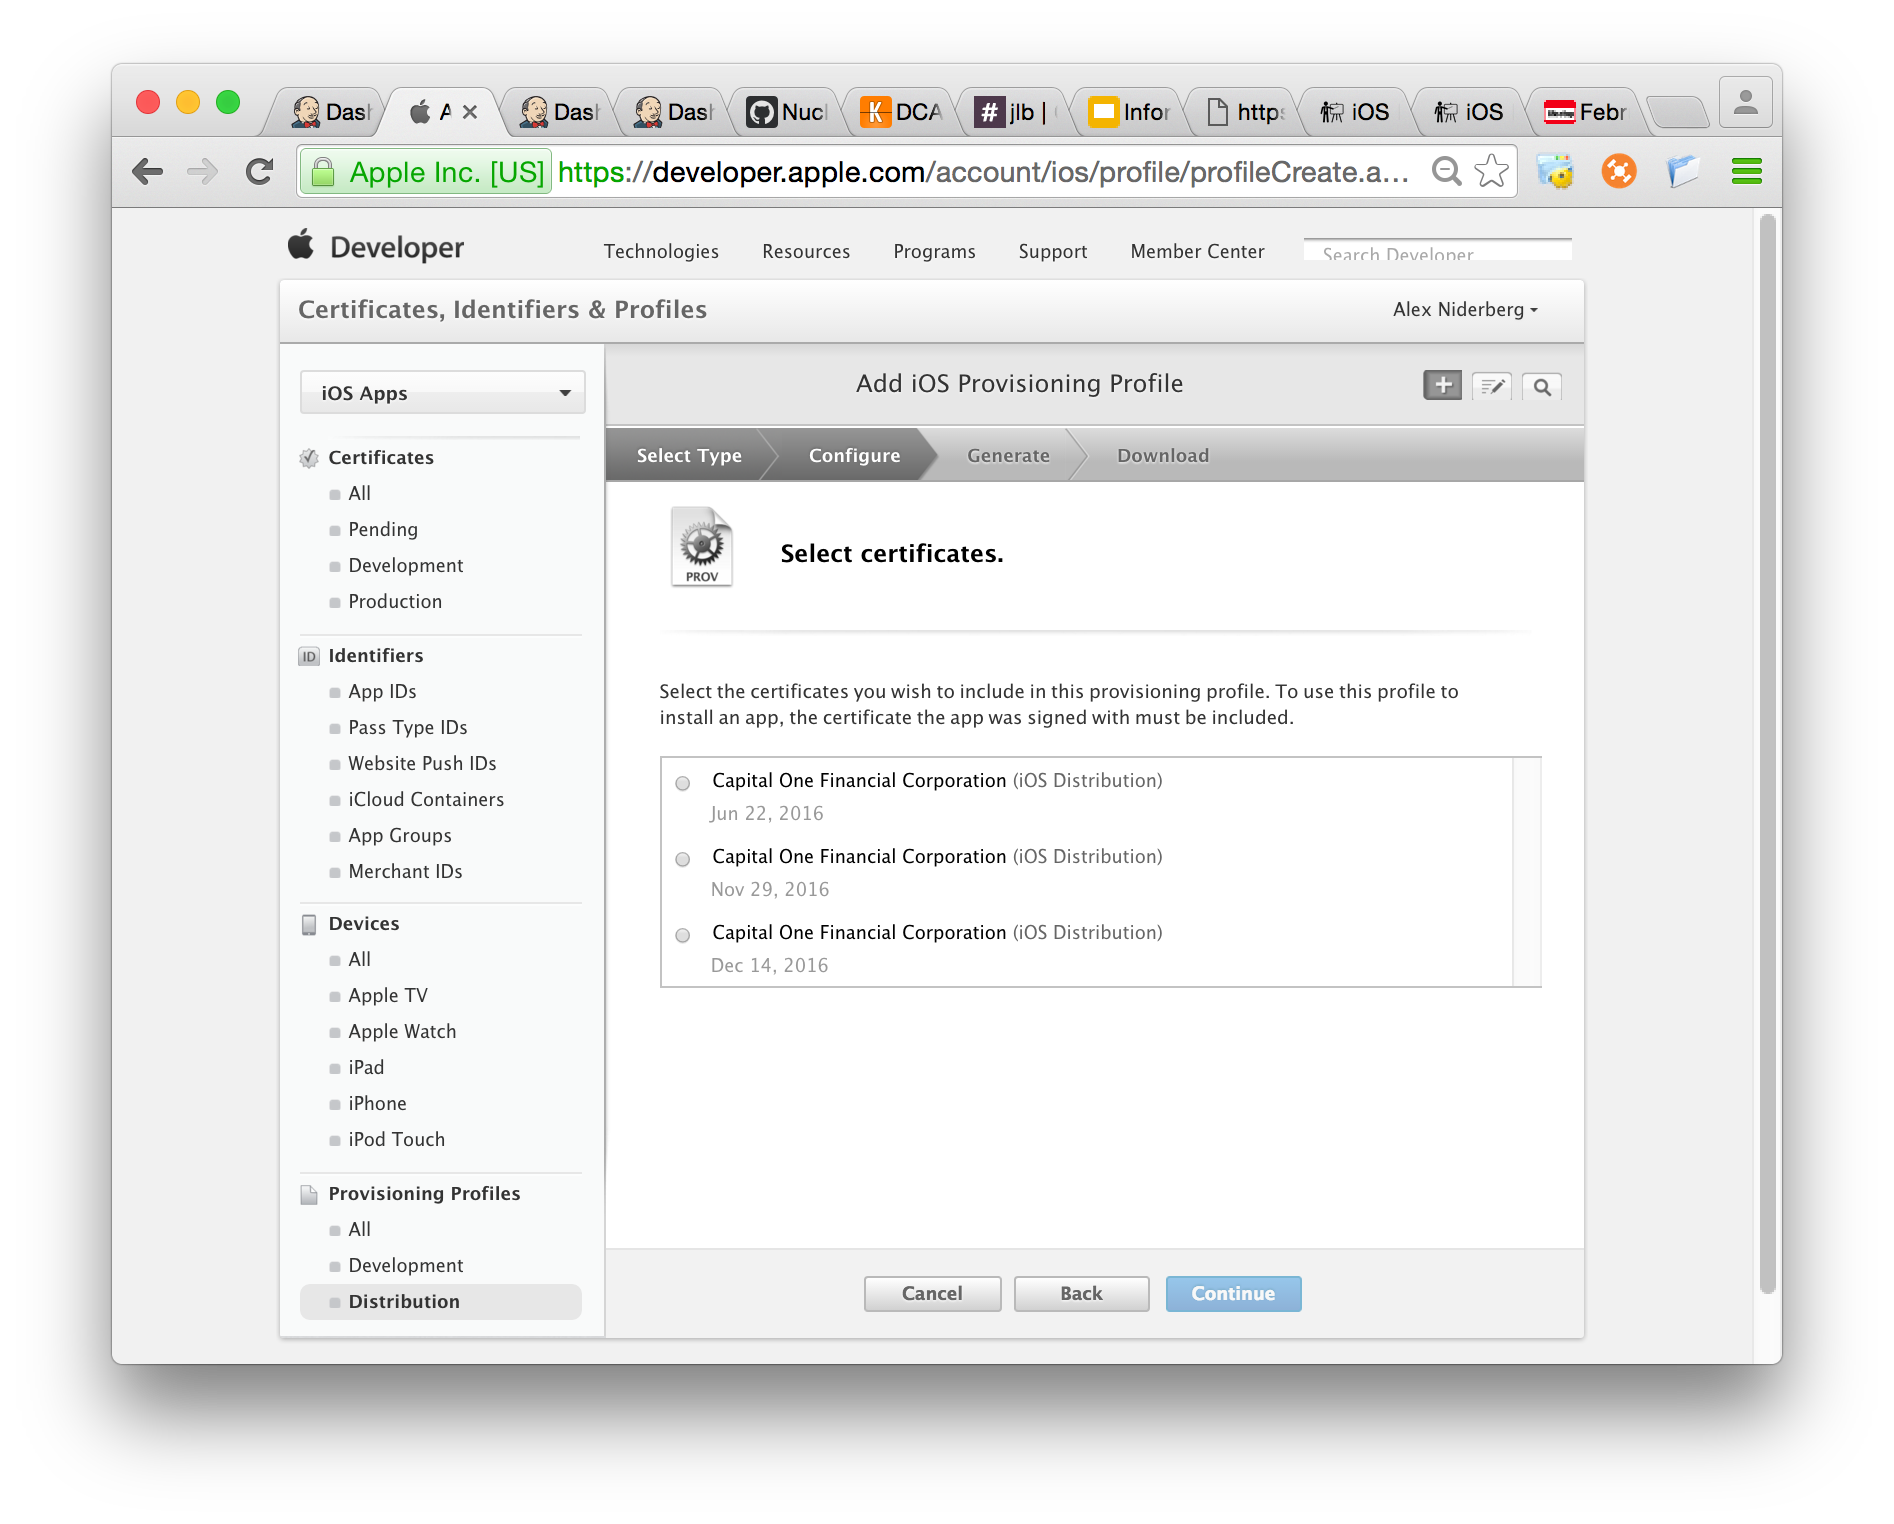 Dash
A
Dash
Dash
Nucl
DCA
jlb |
Infor
https
iOS
iOS
Febr
Apple Inc. [US] https://developer.apple.com/account/ios/profile/profileCreate.a...
Developer
Technologies Resources Programs Support Member Center Search Developer
Certificates, Identifiers & Profiles
Alex Niderberg
iOS Apps
Certificates
All
Pending
Development
Production
ID Identifiers
App IDs
Pass Type IDs
Website Push IDs
iCloud Containers
App Groups
Merchant IDs
Devices
All
Apple TV
Apple Watch
iPad
iPhone
iPod Touch
Provisioning Profiles
All
Development
Distribution
Add iOS Provisioning Profile
Select Type Configure Generate Download
PROV
Select certificates.
Select the certificates you wish to include in this provisioning profile. To use this profile to
install an app, the certificate the app was signed with must be included.
Capital One Financial Corporation (iOS Distribution)
Jun 22, 2016
Capital One Financial Corporation (iOS Distribution)
Nov 29, 2016
Capital One Financial Corporation (iOS Distribution)
Dec 14, 2016
Cancel Back Continue